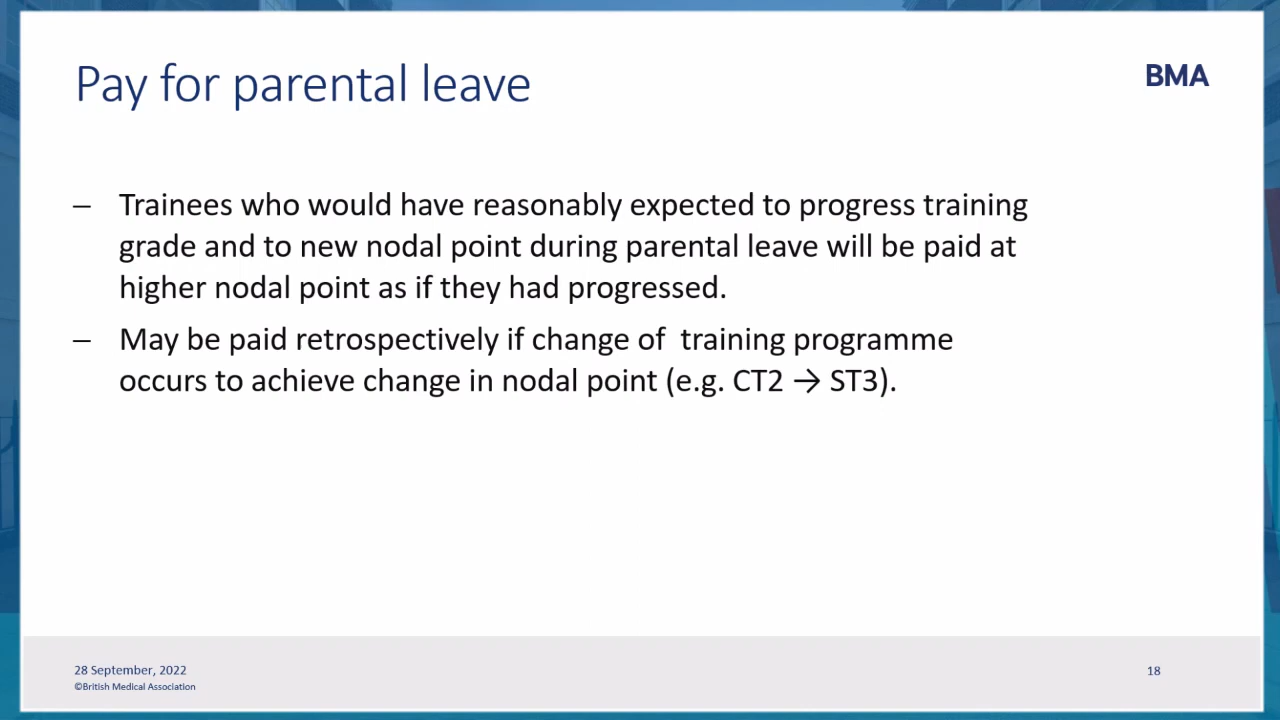 Pay for parental leave
BMA
– Trainees who would have reasonably expected to progress training
grade and to new nodal point during parental leave will be paid at
higher nodal point as if they had progressed.
– May be paid retrospectively if change of  training programme
occurs to achieve change in nodal point (e.g. CT2 → ST3).
28 September, 2022
©British Medical Association
18